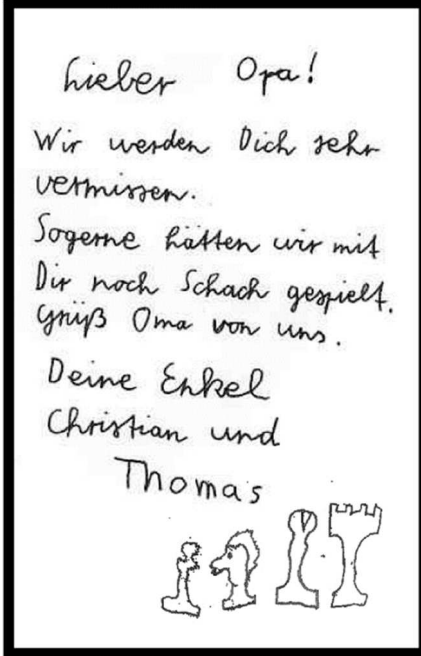 Lieber Opa!
Wir werden Dich sehr
vermissen.
Sogerne hätten wir mit
Dir noch Schach gespielt.
Grüß Oma von uns.
Deine Enkel
Christian und
Thomas